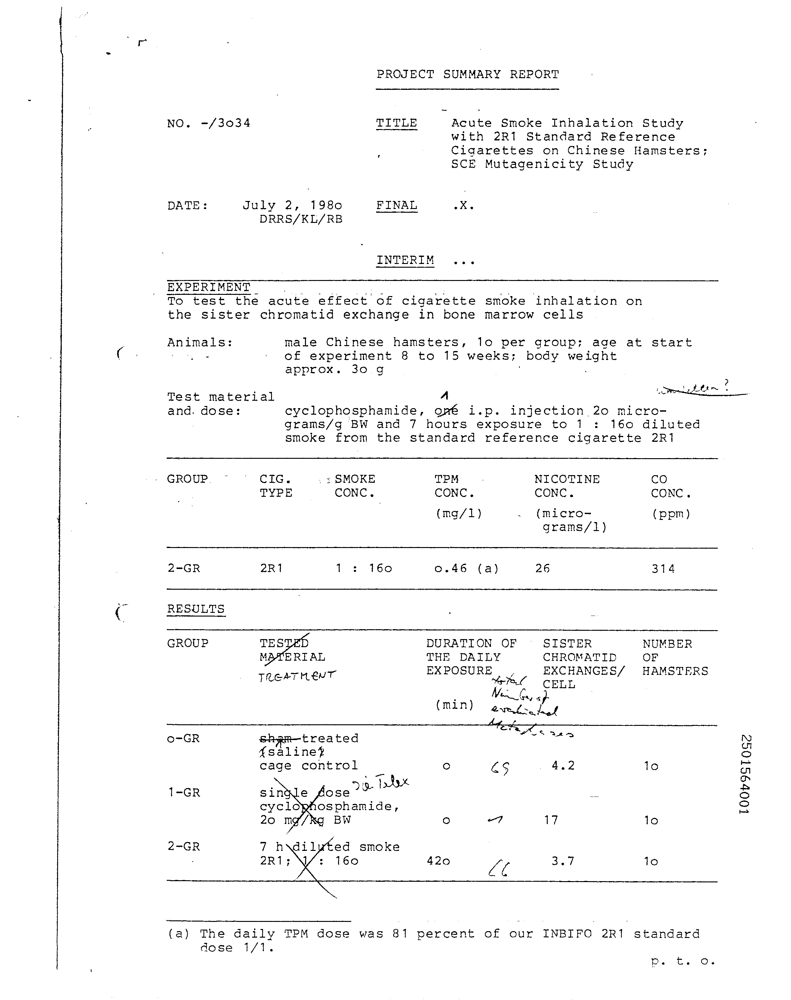 PROJECT SUMMARY REPORT
NO. -/3o34 TITLE Acute Smoke Inhalation Study
with 2R1 Standard Reference
Cigarettes on Chinese Hamsters;
SCE Mutagenicity Study
DATE: July 2, 198o FINAL .X.
DRRS/KL/RB
INTERIM ...
EXPERIMENT
To test the acute effect of cigarette smoke inhalation on
the sister chromatid exchange in bone marrow cells
Animals: male Chinese hamsters, 1o per group; age at start
of experiment 8 to 15 weeks; body weight
approx. 3o g
Test material
1
and dose: cyclophosphamide, one i.p. injection 2o micro-
grams/g BW and 7 hours exposure to 1 : 16o diluted
smoke from the standard reference cigarette 2R1
GROUP CIG. SMOKE TPM NICOTINE CO
TYPE CONC. CONC. CONC. CONC.
(mg/l) (micro- (ppm)
grams/l)
2-GR 2R1 1 : 16o o.46 (a) 26 314
RESULTS
GROUP TESTED DURATION OF SISTER NUMBER
MATERIAL THE DAILY CHROMATID OF
TREATMENT EXPOSURE EXCHANGES/ HAMSTERS
total CELL
(min) Number of
evaluated
Metaphases
o-GR sham-treated
(saline)
cage control o 65 4.2 1o
1-GR single dose
cyclophosphamide,
2o mg/kg BW o 17 1o
2-GR 7 h diluted smoke
2R1; 1 : 16o 42o 66 3.7 1o
(a) The daily TPM dose was 81 percent of our INBIFO 2R1 standard
dose 1/1.
p. t. o.
2501564001